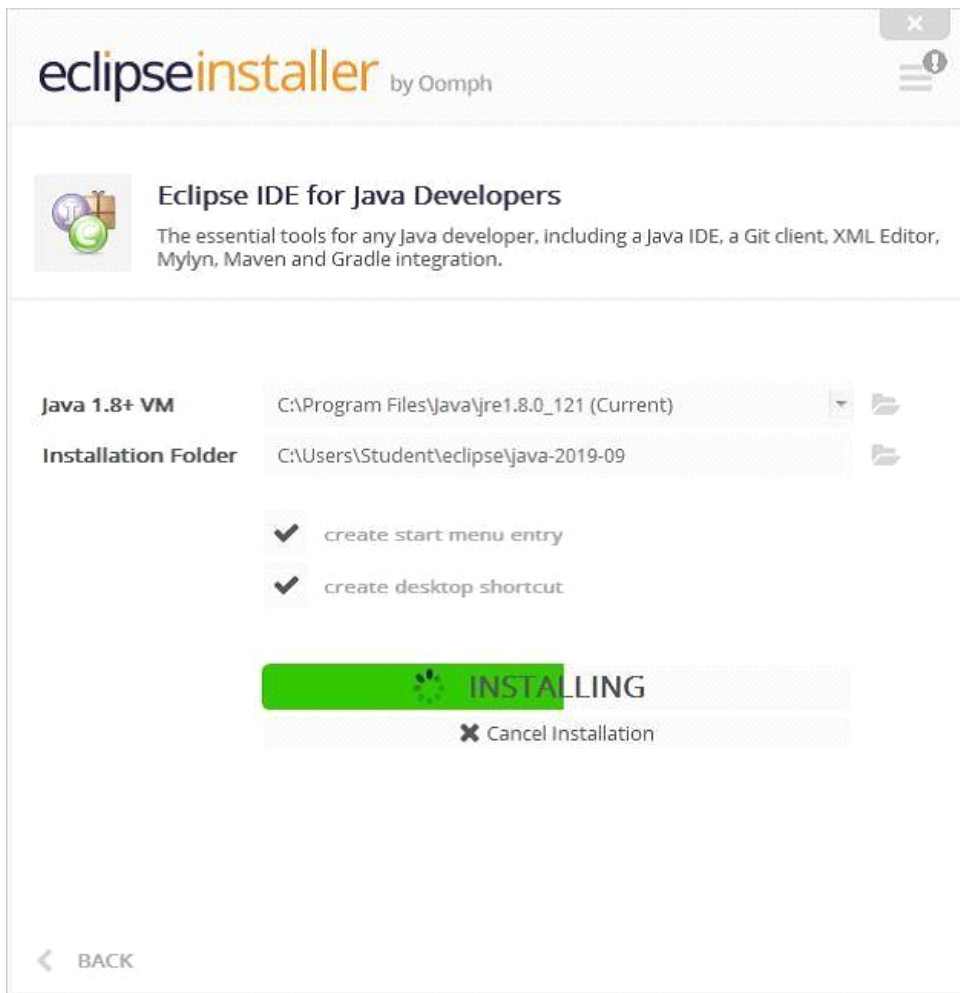 eclipseinstaller by Oomph
Eclipse IDE for Java Developers
The essential tools for any Java developer, including a Java IDE, a Git client, XML Editor,
Mylyn, Maven and Gradle integration.
Java 1.8+ VM C:\Program Files\Java\jre1.8.0_121 (Current)
Installation Folder C:\Users\Student\eclipse\java-2019-09
create start menu entry
create desktop shortcut
INSTALLING
Cancel Installation
BACK